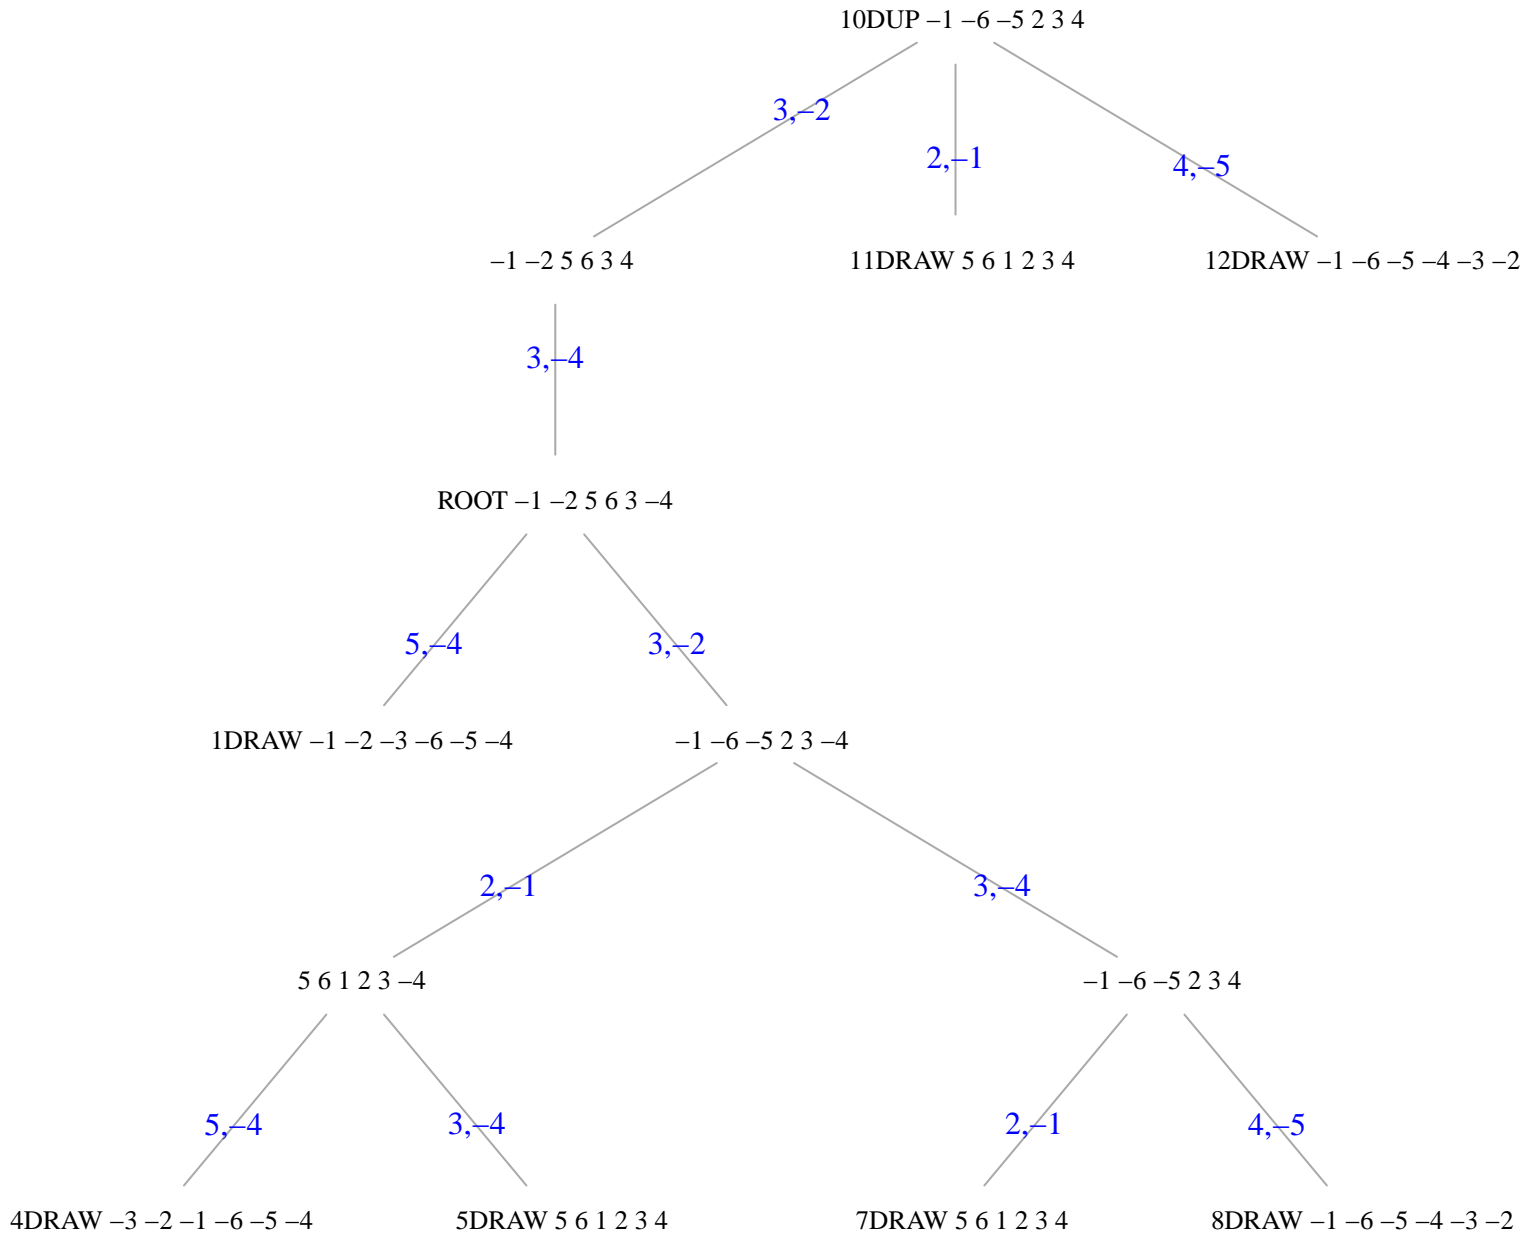 10DUP –1 –6 –5 2 3 4
3,–2
2,–1
4,–5
–1 –2 5 6 3 4
11DRAW 5 6 1 2 3 4
12DRAW –1 –6 –5 –4 –3 –2
3,–4
ROOT –1 –2 5 6 3 –4
5,–4
3,–2
1DRAW –1 –2 –3 –6 –5 –4
–1 –6 –5 2 3 –4
2,–1
3,–4
5 6 1 2 3 –4
–1 –6 –5 2 3 4
5,–4
3,–4
2,–1
4,–5
4DRAW –3 –2 –1 –6 –5 –4
5DRAW 5 6 1 2 3 4
7DRAW 5 6 1 2 3 4
8DRAW –1 –6 –5 –4 –3 –2